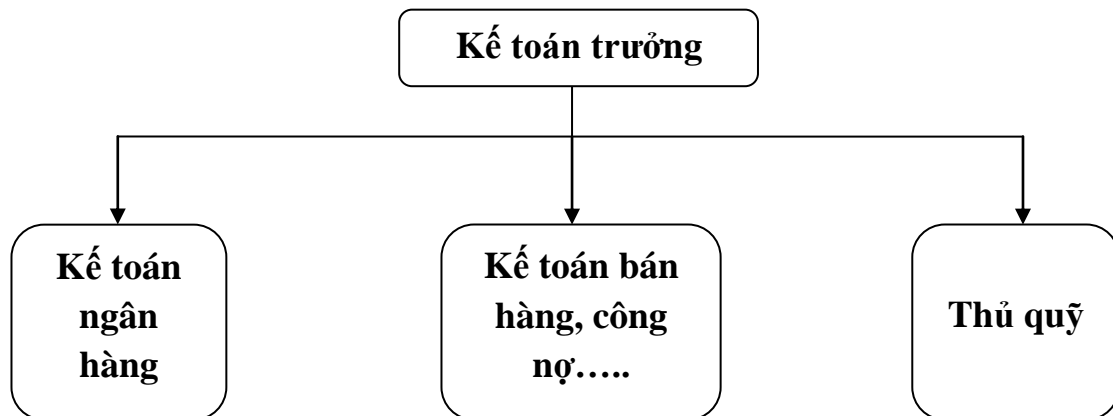 Kế toán trưởng
Kế toán
ngân
hàng
Kế toán bán
hàng, công
nợ…..
Thủ quỹ